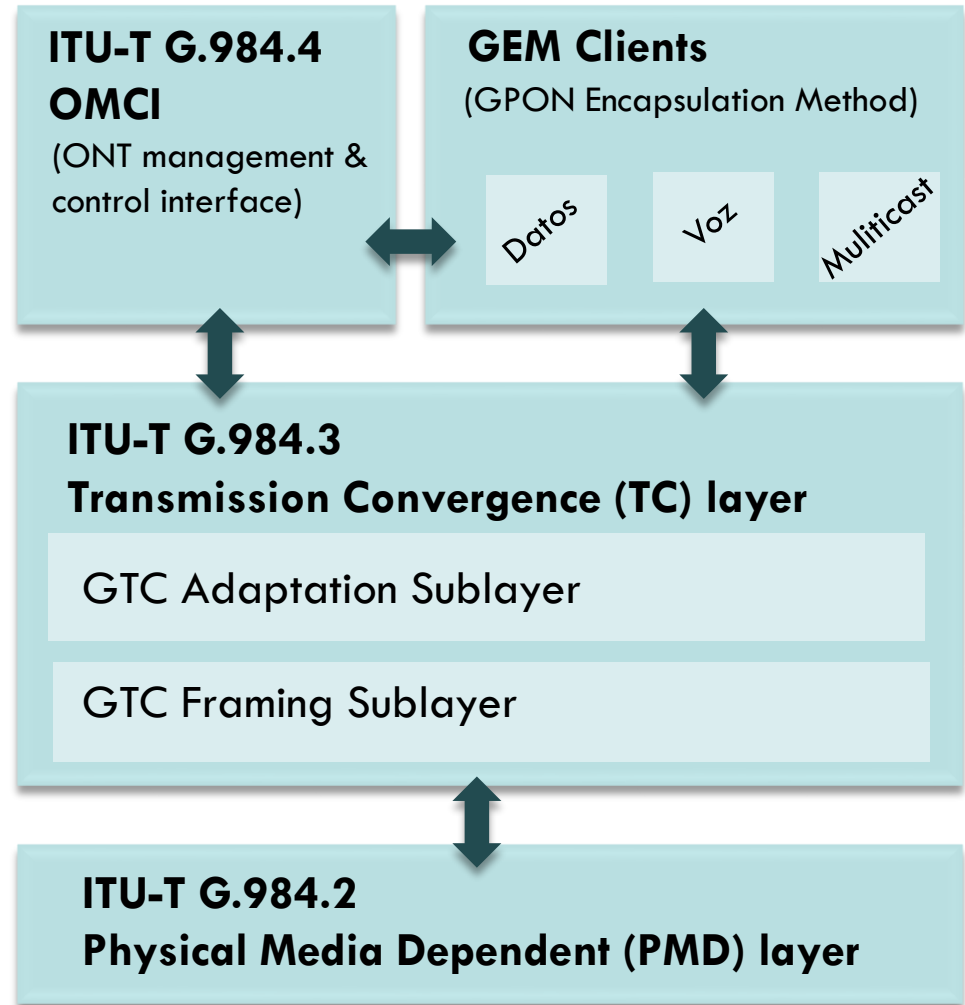 ITU-T G.984.4
OMCI
(ONT management &
control interface)
GEM Clients
(GPON Encapsulation Method)
Datos
Voz
Muliticast
ITU-T G.984.3
Transmission Convergence (TC) layer
GTC Adaptation Sublayer
GTC Framing Sublayer
ITU-T G.984.2
Physical Media Dependent (PMD) layer